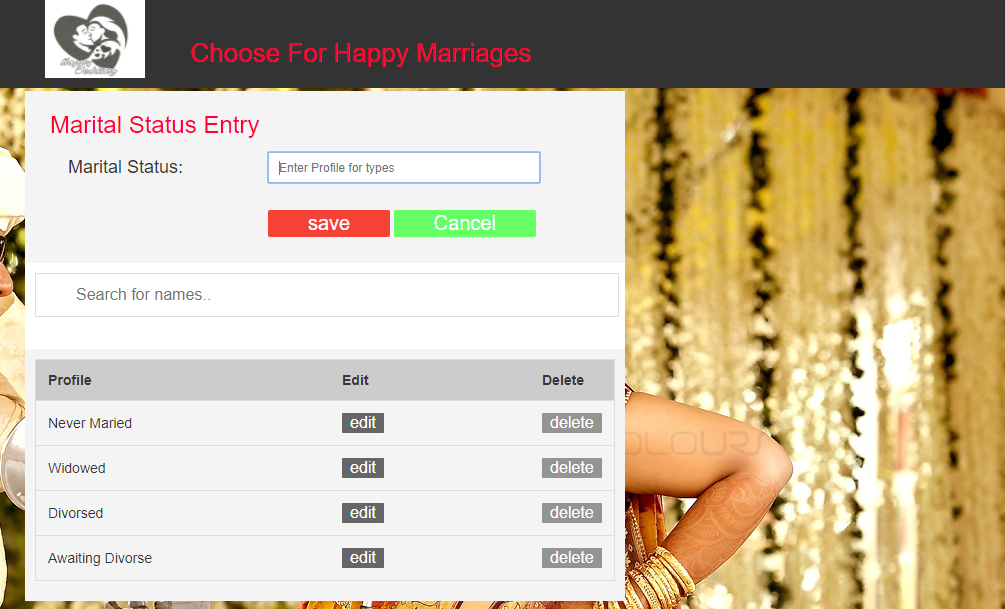 Choose For Happy Marriages
Marital Status Entry
Marital Status:
Enter Profile for types
save Cancel
Search for names..
Profile Edit Delete
Never Maried edit delete
Widowed edit delete
Divorsed edit delete
Awaiting Divorse edit delete